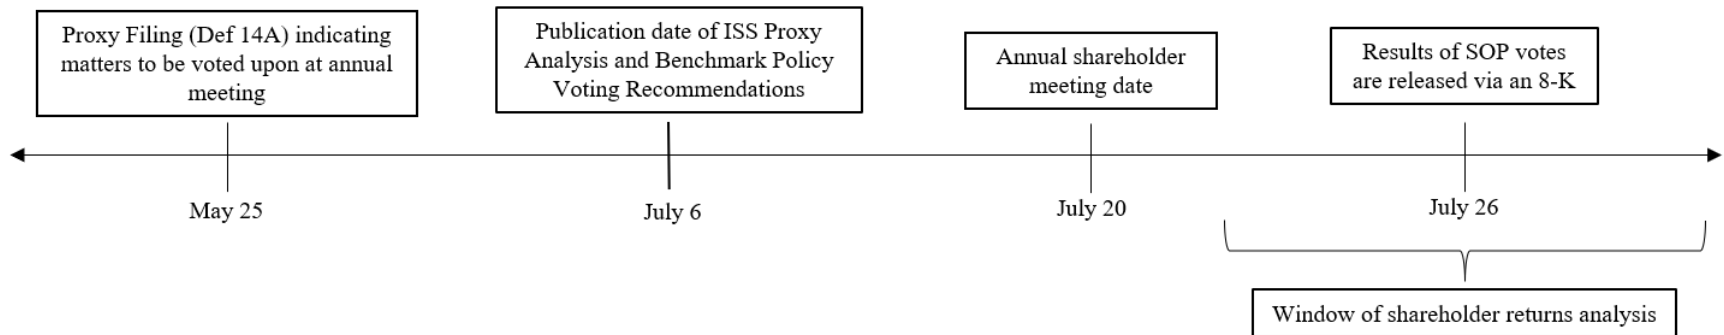 Proxy Filing (Def 14A) indicating
matters to be voted upon at annual
meeting
Publication date of ISS Proxy
Analysis and Benchmark Policy
Voting Recommendations
Annual shareholder
meeting date
Results of SOP votes
are released via an 8-K
May 25
July 6
July 20
July 26
Window of shareholder returns analysis